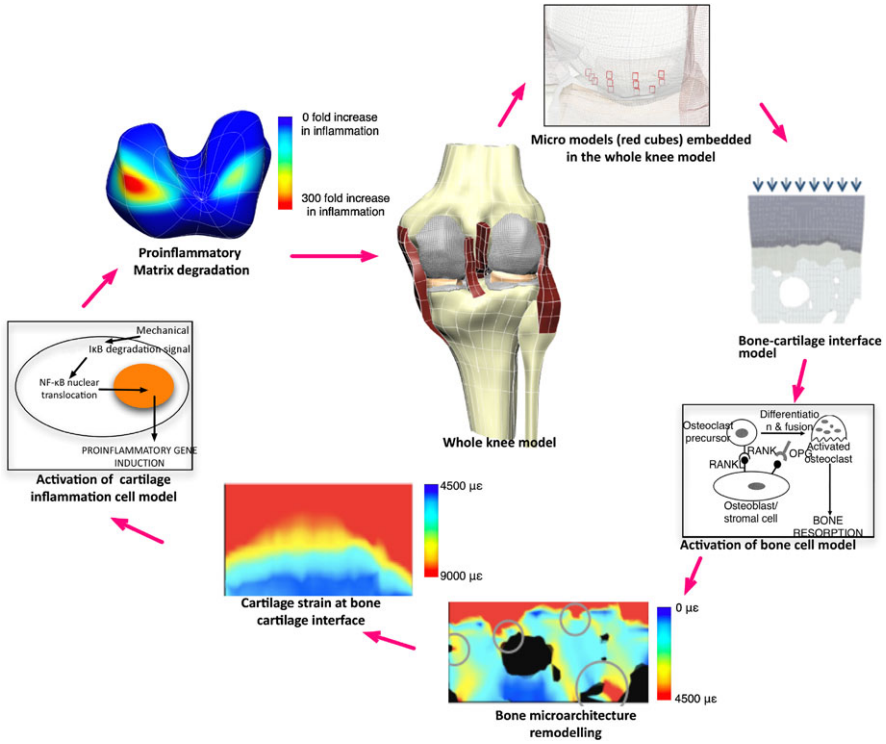 Micro models (red cubes) embedded
in the whole knee model
0 fold increase
in inflammation
300 fold increase
in inflammation
Proinflammatory
Matrix degradation
Whole knee model
Bone-cartilage interface
model
Mechanical
IκB degradation signal
NF-κB nuclear
translocation
PROINFLAMMATORY GENE
INDUCTION
Activation of cartilage
inflammation cell model
Osteoclast
precursor
Differentiatio
n & fusion
Activated
osteoclast
RANK
OPG
RANKL
Osteoblast/
stromal cell
BONE
RESORPTION
Activation of bone cell model
4500 με
9000 με
Cartilage strain at bone
cartilage interface
0 με
4500 με
Bone microarchitecture
remodelling